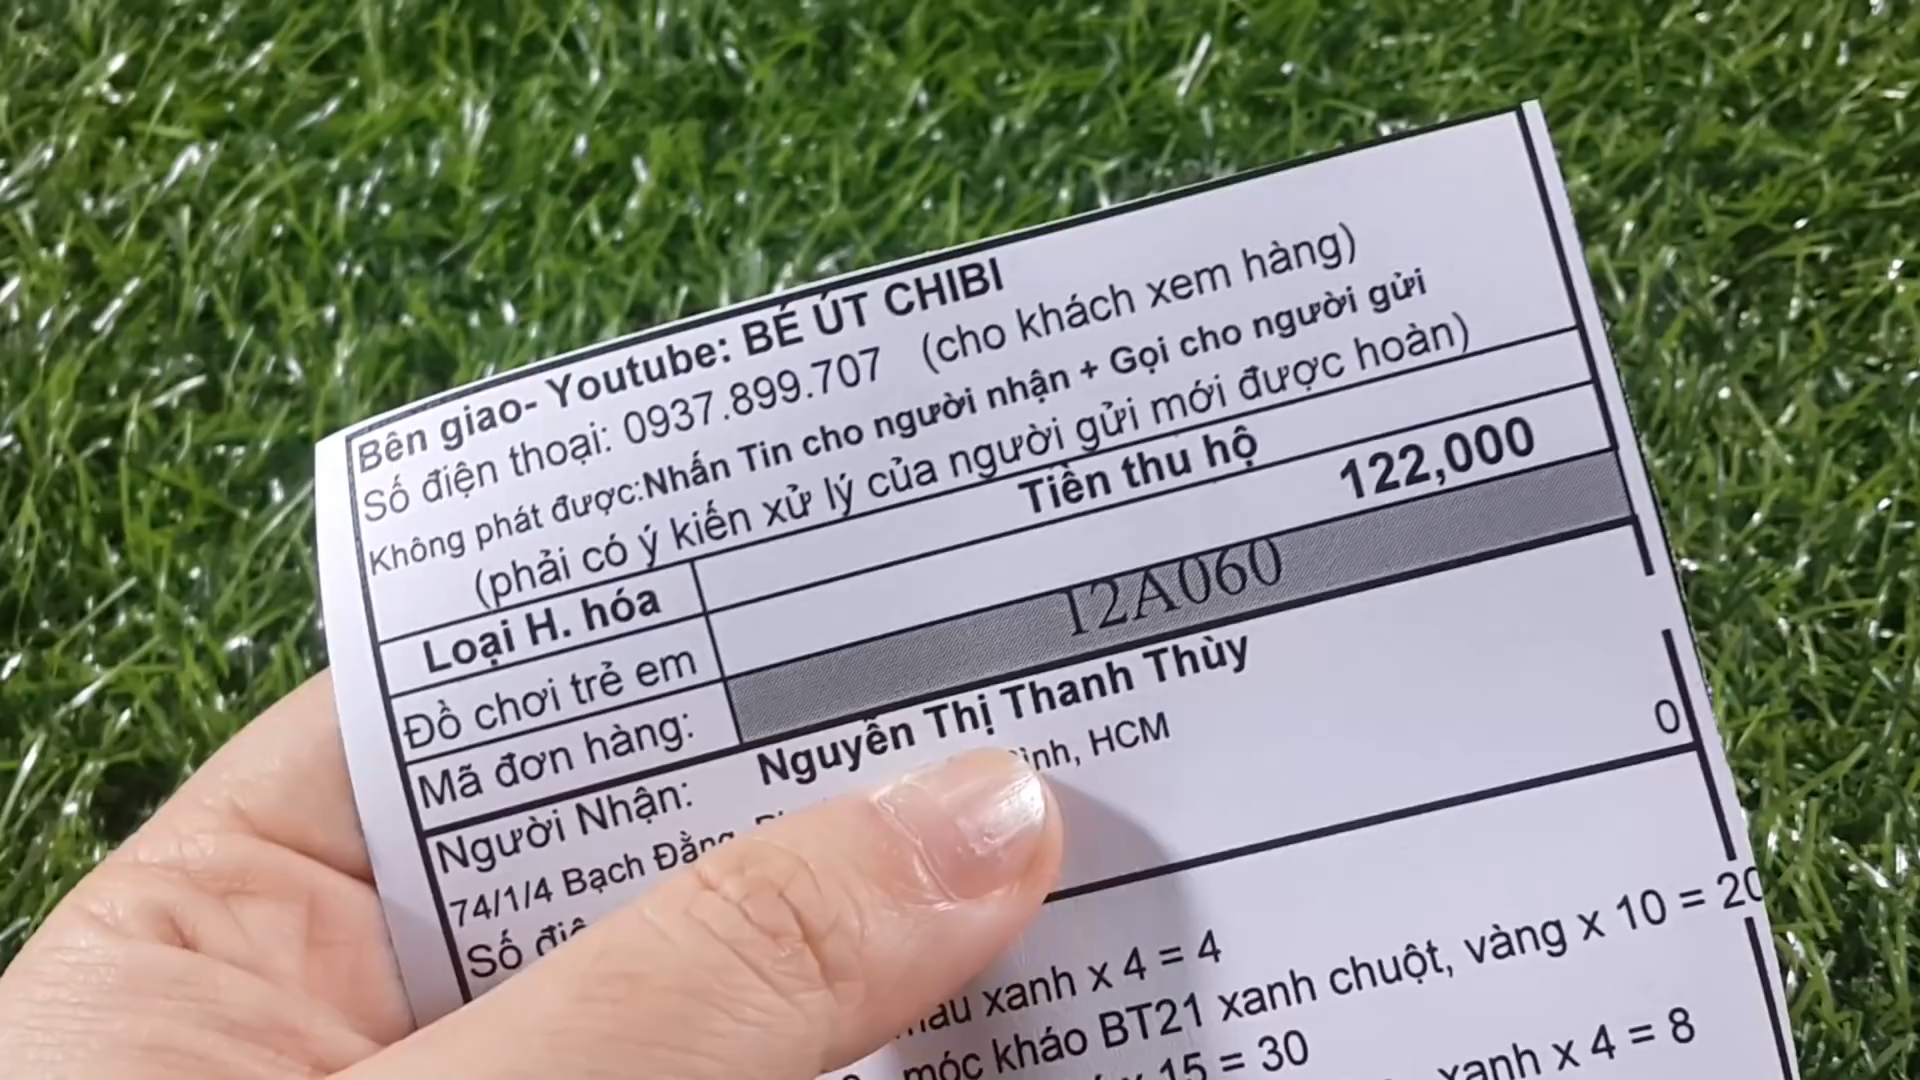 Bên giao- Youtube: BÉ ÚT CHIBI
Số điện thoại: 0937.899.707 (cho khách xem hàng)
Không phát được:Nhấn Tin cho người nhận + Gọi cho người gửi
(phải có ý kiến xử lý của người gửi mới được hoàn)
Loại H. hóa Tiền thu hộ
Đồ chơi trẻ em 122,000
Mã đơn hàng: 12A060
Người Nhận: Nguyễn Thị Thanh Thùy
74/1/4 Bạch Đằng, HCM
Số 0
xanh x 4 = 4
móc kháo BT21 xanh chuột, vàng x 10 = 20
x 15 = 30
xanh x 4 = 8